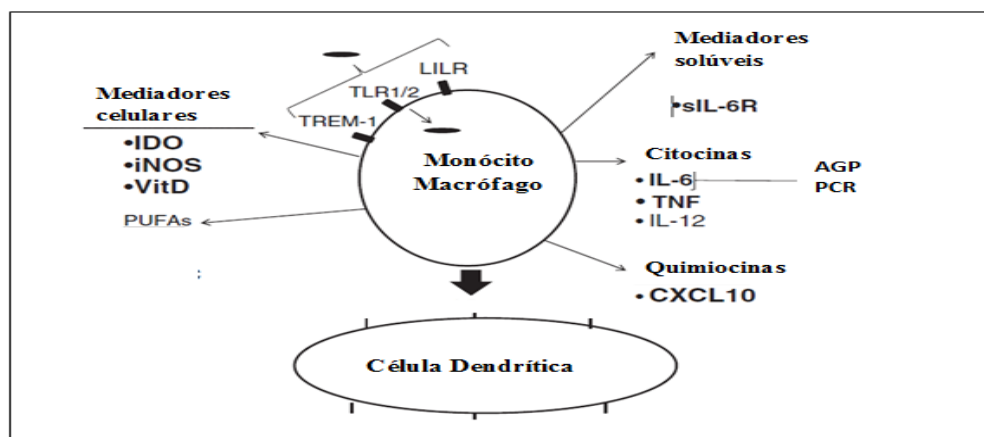 Mediadores
celulares
•IDO
•iNOS
•VitD
PUFAs
;
LILR
TLR1/2
TREM-1
Monócito
Macrófago
Mediadores
solúveis
•sIL-6R
Citocinas
• IL-6
• TNF
• IL-12
AGP
PCR
Quimiocinas
• CXCL10
Célula Dendrítica